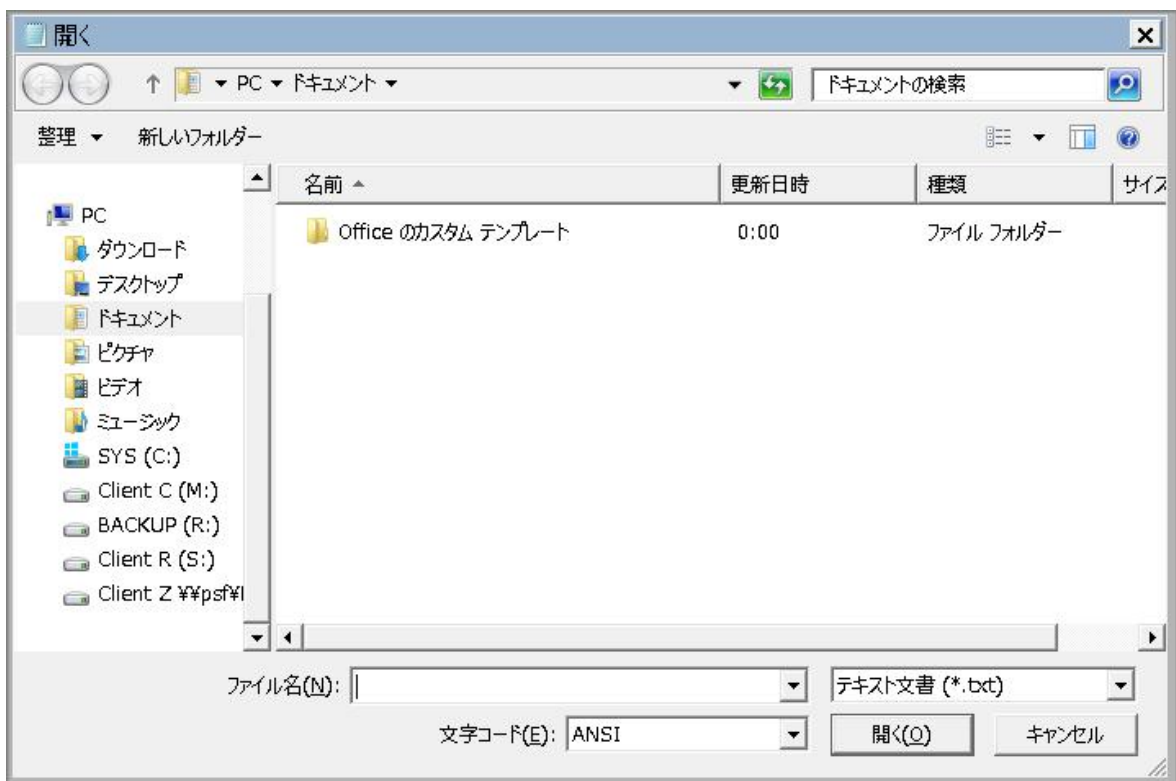 開く
PC ドキュメント
ドキュメントの検索
整理 新しいフォルダー
名前 更新日時 種類 サイズ
PC
ダウンロード
デスクトップ
ドキュメント
ピクチャ
ビデオ
ミュージック
SYS (C:)
Client C (M:)
BACKUP (R:)
Client R (S:)
Client Z ¥¥psf¥
Office のカスタム テンプレート 0:00 ファイル フォルダー
ファイル名(N): テキスト文書 (*.txt)
文字コード(E): ANSI 開く(O) キャンセル